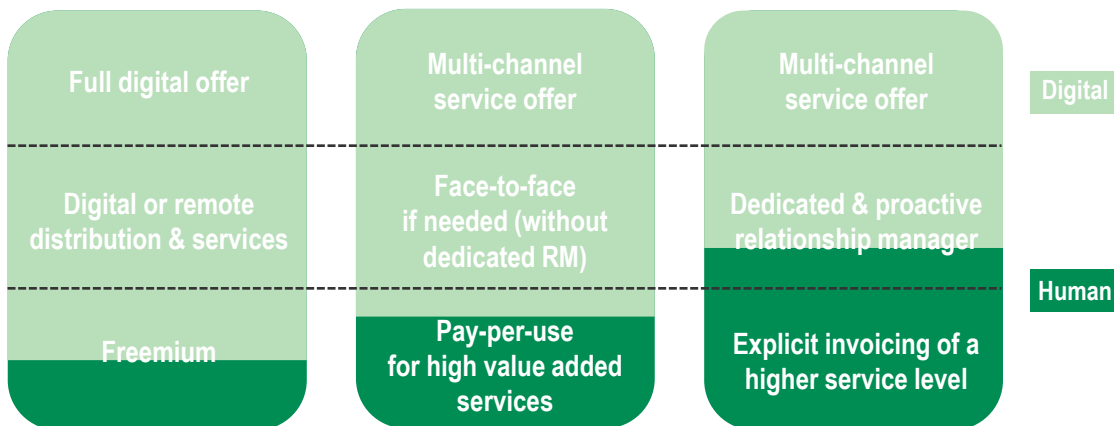 Full digital offer
Digital or remote
distribution & services
Freemium
Multi-channel
service offer
Face-to-face
if needed (without
dedicated RM)
Pay-per-use
for high value added
services
Multi-channel
service offer
Dedicated & proactive
relationship manager
Explicit invoicing of a
higher service level
Digital
Human